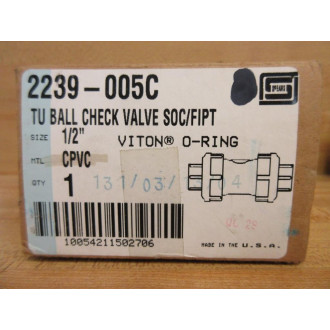 2239-005C
TU BALL CHECK VALVE SOC/FIPT
SIZE 1/2" VITON® O-RING
MTL CPVC
QTY 1
10054211502706
MADE IN THE U.S.A.